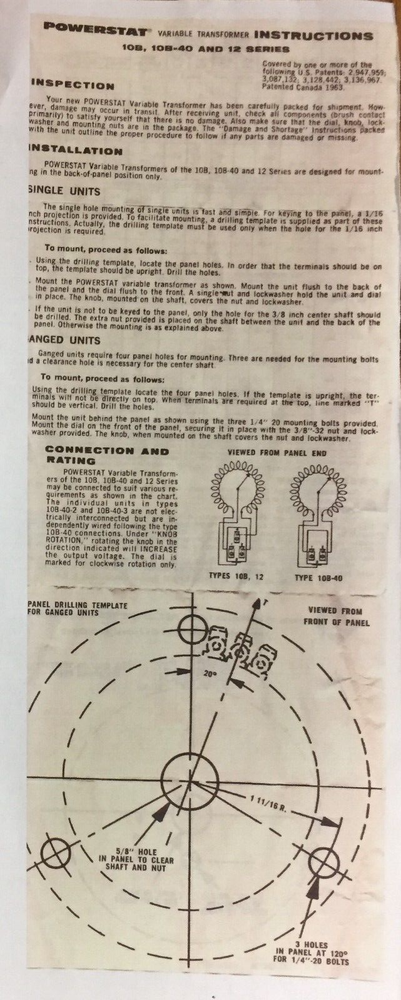 POWERSTAT® VARIABLE TRANSFORMER INSTRUCTIONS
10B, 10B-40 AND 12 SERIES
Covered by one or more of the
following U.S. Patents: 2,947,959;
3,087,132; 3,128,442; 3,136,967.
Patented Canada 1963.
INSPECTION
Your new POWERSTAT Variable Transformer has been carefully packed for shipment. How-
ever, damage may occur in transit. After receiving unit, check all components (brush contact
primarily) to satisfy yourself that there is no damage. Also make sure that the dial, knob, lock-
washer and mounting nuts are in the package. The "Damage and Shortage" Instructions packed
with the unit outline the proper procedure to follow if any parts are damaged or missing.
INSTALLATION
POWERSTAT Variable Transformers of the 10B, 10B-40 and 12 Series are designed for mount-
ng in the back-of-panel position only.
SINGLE UNITS
The single hole mounting of single units is fast and simple. For keying to the panel, a 1/16
nch projection is provided. To facilitate mounting, a drilling template is supplied as part of these
nstructions. Actually, the drilling template must be used only when the hole for the 1/16 inch
rojection is required.
To mount, proceed as follows:
Using the drilling template, locate the panel holes. In order that the terminals should be on
top, the template should be upright. Drill the holes.
Mount the POWERSTAT variable transformer as shown. Mount the unit flush to the back of
the panel and the dial flush to the front. A single nut and lockwasher hold the unit and dial
in place. The knob, mounted on the shaft, covers the nut and lockwasher.
If the unit is not to be keyed to the panel, only the hole for the 3/8 inch center shaft should
be drilled. The extra nut provided is placed on the shaft between the unit and the back of the
panel. Otherwise the mounting is as explained above.
ANGED UNITS
Ganged units require four panel holes for mounting. Three are needed for the mounting bolts
d a clearance hole is necessary for the center shaft.
To mount, proceed as follows:
Using the drilling template locate the four panel holes. If the template is upright, the ter-
minals will not be directly on top. When terminals are required at the top, line marked "T"
should be vertical. Drill the holes.
Mount the unit behind the panel as shown using the three 1/4" 20 mounting bolts provided.
Mount the dial on the front of the panel, securing it in place with the 3/8"-32 nut and lock-
washer provided. The knob, when mounted on the shaft covers the nut and lockwasher.
CONNECTION AND
RATING
POWERSTAT Variable Transform-
ers of the 10B, 10B-40 and 12 Series
may be connected to suit various re-
quirements as shown in the chart.
The individual units in types
10B-40-2 and 10B-40-3 are not elec-
trically interconnected but are in-
dependently wired following the type
10B-40 connections. Under "KNOB
ROTATION," rotating the knob in the
direction indicated will INCREASE
the output voltage. The dial is
marked for clockwise rotation only.
VIEWED FROM PANEL END
TYPES 10B, 12
TYPE 10B-40
PANEL DRILLING TEMPLATE
FOR GANGED UNITS
T
VIEWED FROM
FRONT OF PANEL
20°
1 11/16 R.
5/8" HOLE
IN PANEL TO CLEAR
SHAFT AND NUT
3 HOLES
IN PANEL AT 120°
FOR 1/4"-20 BOLTS